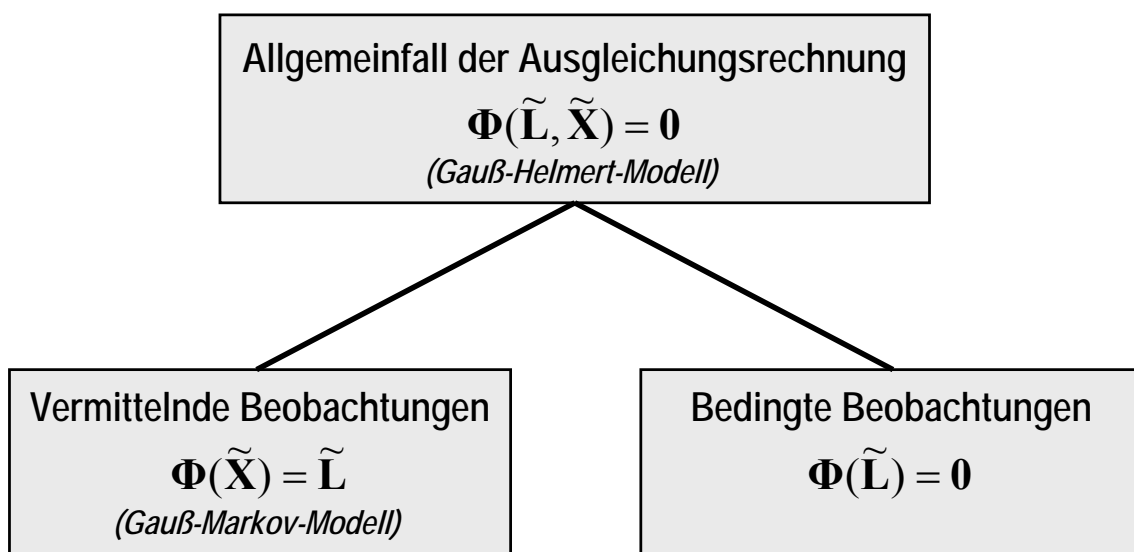 Allgemeinfall der Ausgleichungsrechnung
Φ(L̃, X̃) = 0
(Gauß-Helmert-Modell)
Vermittelnde Beobachtungen
Φ(X̃) = L̃
(Gauß-Markov-Modell)
Bedingte Beobachtungen
Φ(L̃) = 0